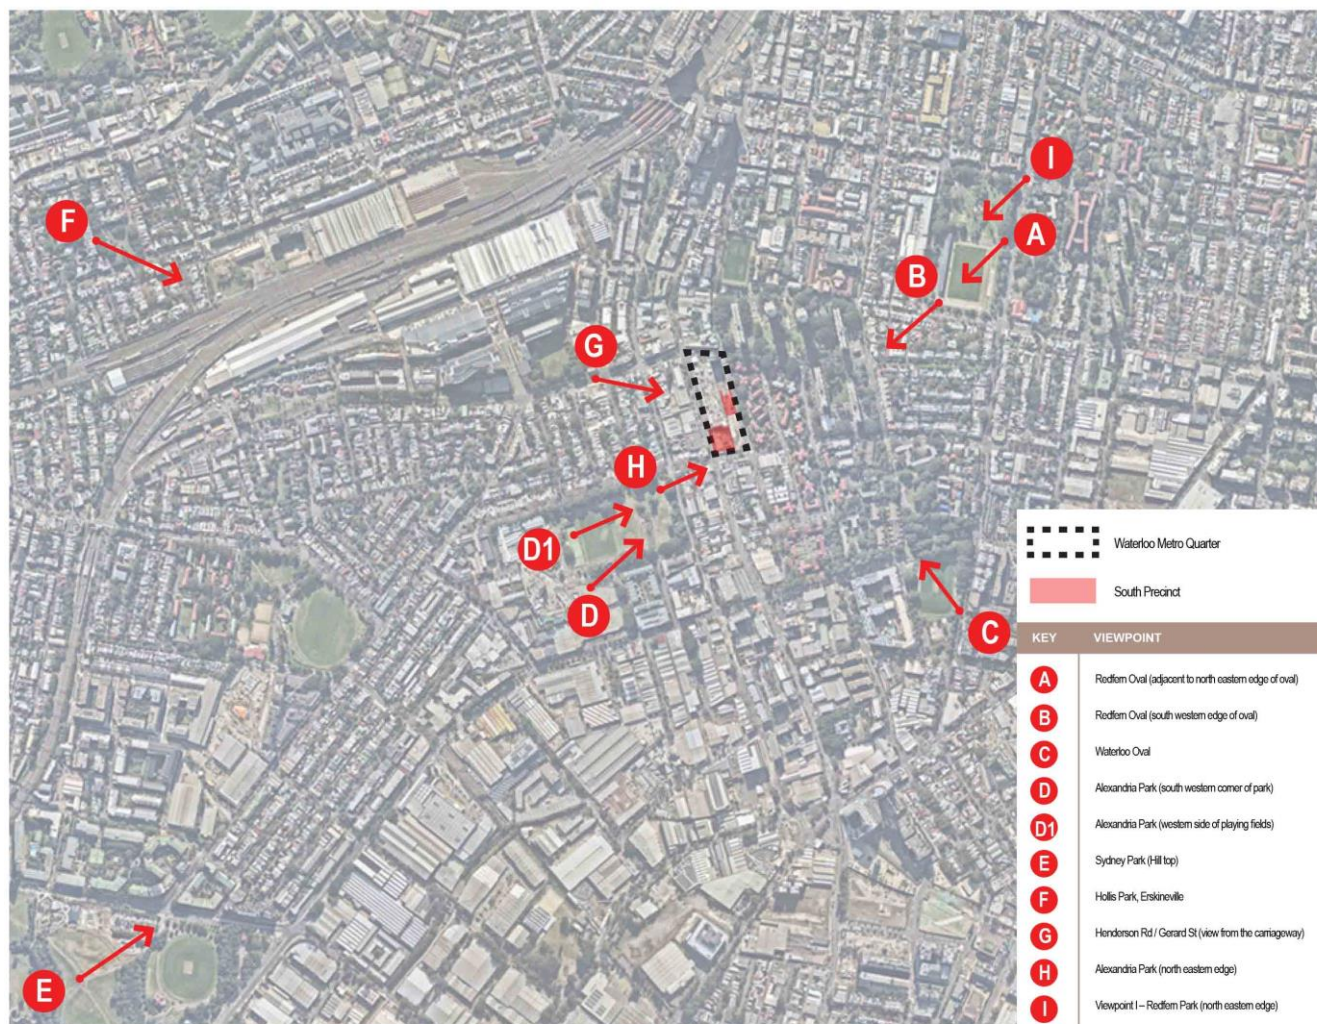 I
F
A
B
G
H
D1
D
C
E
Waterloo Metro Quarter
South Precinct
KEY VIEWPOINT
A Redfern Oval (adjacent to north eastern edge of oval)
B Redfern Oval (south western edge of oval)
C Waterloo Oval
D Alexandria Park (south western corner of park)
D1 Alexandria Park (western side of playing fields)
E Sydney Park (Hill top)
F Hollis Park, Erskineville
G Henderson Rd / Gerard St (view from the carriageway)
H Alexandria Park (north eastern edge)
I Viewpoint I – Redfern Park (north eastern edge)